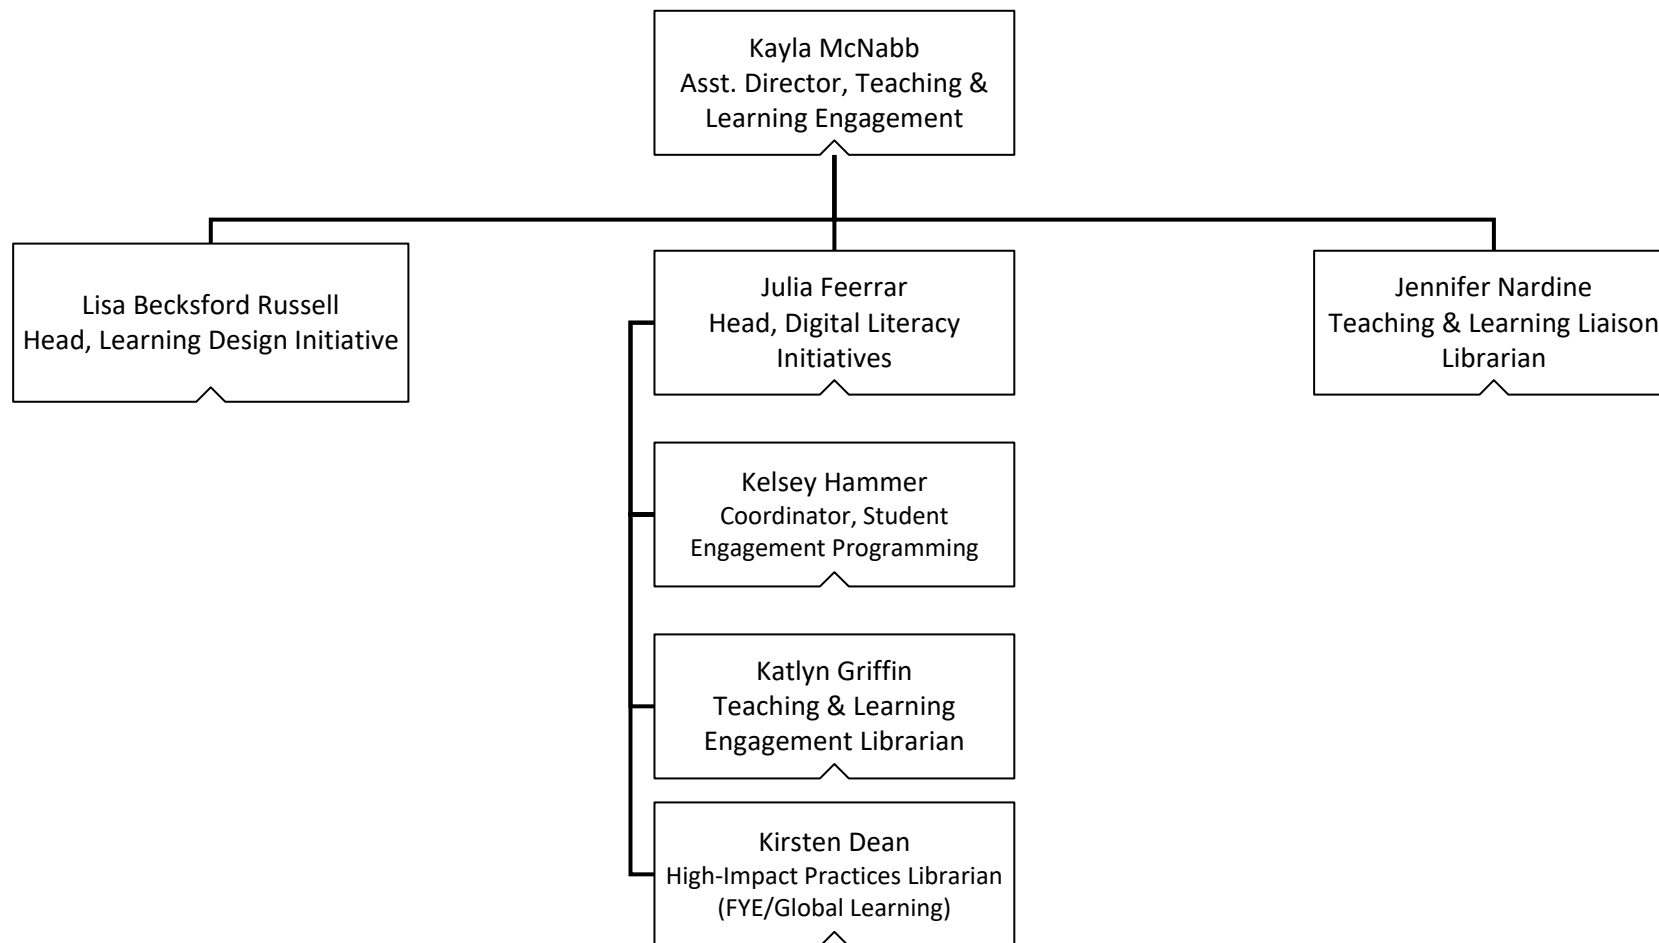 Kayla McNabb
Asst. Director, Teaching &
Learning Engagement
Lisa Becksford Russell
Head, Learning Design Initiative
Julia Feerrar
Head, Digital Literacy
Initiatives
Jennifer Nardine
Teaching & Learning Liaison
Librarian
Kelsey Hammer
Coordinator, Student
Engagement Programming
Katlyn Griffin
Teaching & Learning
Engagement Librarian
Kirsten Dean
High-Impact Practices Librarian
(FYE/Global Learning)